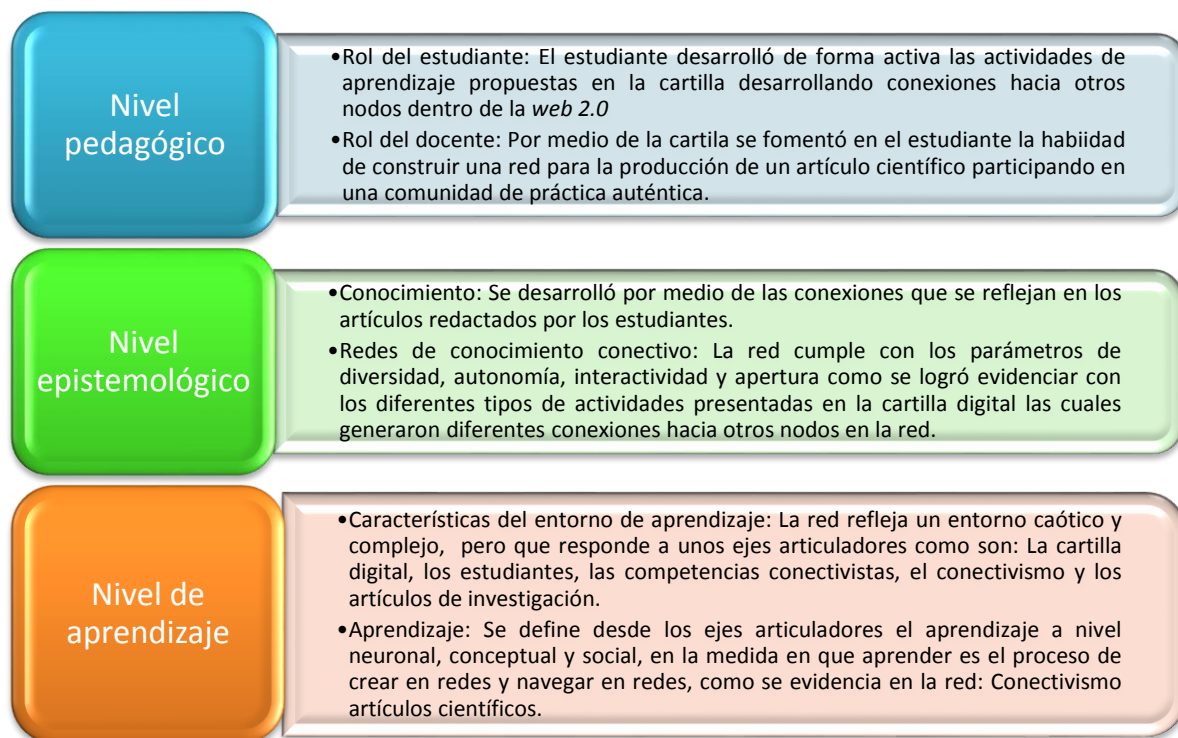 Nivel
pedagógico
•Rol del estudiante: El estudiante desarrolló de forma activa las actividades de
aprendizaje propuestas en la cartilla desarrollando conexiones hacia otros
nodos dentro de la web 2.0
•Rol del docente: Por medio de la cartila se fomentó en el estudiante la habiidad
de construir una red para la producción de un artículo científico participando en
una comunidad de práctica auténtica.
Nivel
epistemológico
•Conocimiento: Se desarrolló por medio de las conexiones que se reflejan en los
artículos redactados por los estudiantes.
•Redes de conocimiento conectivo: La red cumple con los parámetros de
diversidad, autonomía, interactividad y apertura como se logró evidenciar con
los diferentes tipos de actividades presentadas en la cartilla digital las cuales
generaron diferentes conexiones hacia otros nodos en la red.
Nivel de
aprendizaje
•Características del entorno de aprendizaje: La red refleja un entorno caótico y
complejo, pero que responde a unos ejes articuladores como son: La cartilla
digital, los estudiantes, las competencias conectivistas, el conectivismo y los
artículos de investigación.
•Aprendizaje: Se define desde los ejes articuladores el aprendizaje a nivel
neuronal, conceptual y social, en la medida en que aprender es el proceso de
crear en redes y navegar en redes, como se evidencia en la red: Conectivismo
artículos científicos.